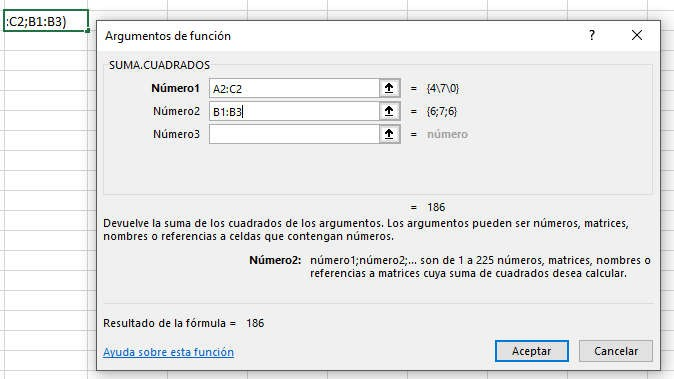 :C2;B1:B3)
Argumentos de función ? ×
SUMA.CUADRADOS
Número1 A2:C2 = {4\7\0}
Número2 B1:B3 = {6;7;6}
Número3 = número
= 186
Devuelve la suma de los cuadrados de los argumentos. Los argumentos pueden ser números, matrices,
nombres o referencias a celdas que contengan números.
Número2: número1;número2;... son de 1 a 225 números, matrices, nombres o
referencias a matrices cuya suma de cuadrados desea calcular.
Resultado de la fórmula = 186
Ayuda sobre esta función Aceptar Cancelar